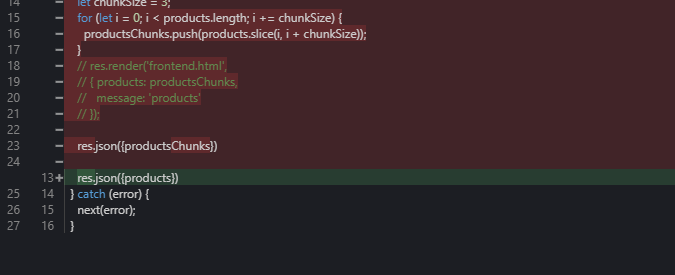 14 − let chunkSize = 3;
15 − for (let i = 0; i < products.length; i += chunkSize) {
16 − productsChunks.push(products.slice(i, i + chunkSize));
17 − }
18 − // res.render('frontend.html',
19 − // { products: productsChunks,
20 − //   message: 'products'
21 − // });
22 −
23 − res.json({productsChunks})
24 −
13+ res.json({products})
25 14 } catch (error) {
26 15 next(error);
27 16 }